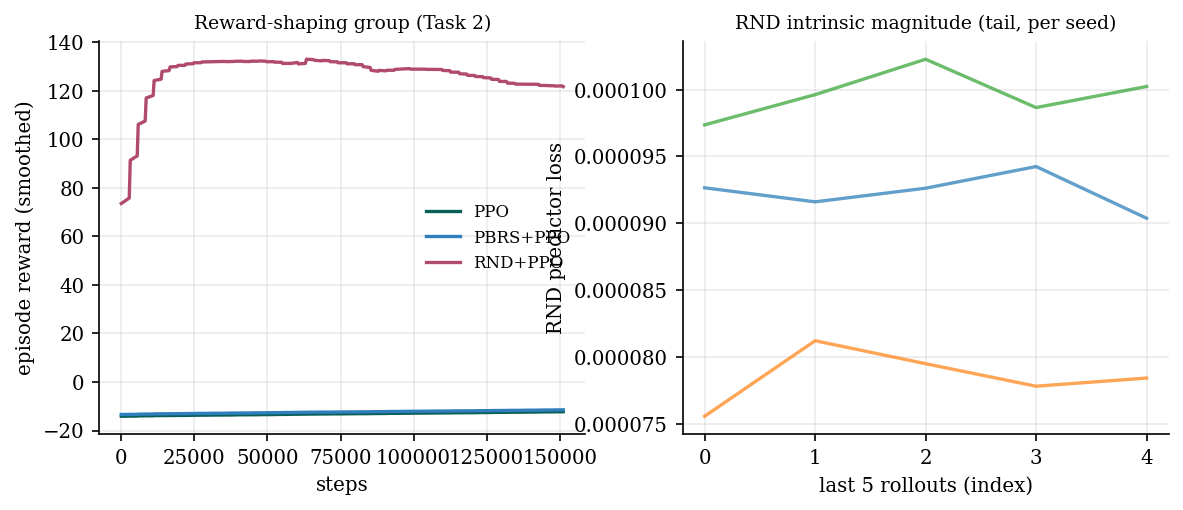 Reward-shaping group (Task 2)
140
120
100
80
60
40
20
0
−20
episode reward (smoothed)
PPO
PBRS+PPO
RND+PPO
0 25000 50000 75000 100000 125000 150000
steps
RND intrinsic magnitude (tail, per seed)
0.000100
0.000095
0.000090
0.000085
0.000080
0.000075
RND predictor loss
0 1 2 3 4
last 5 rollouts (index)